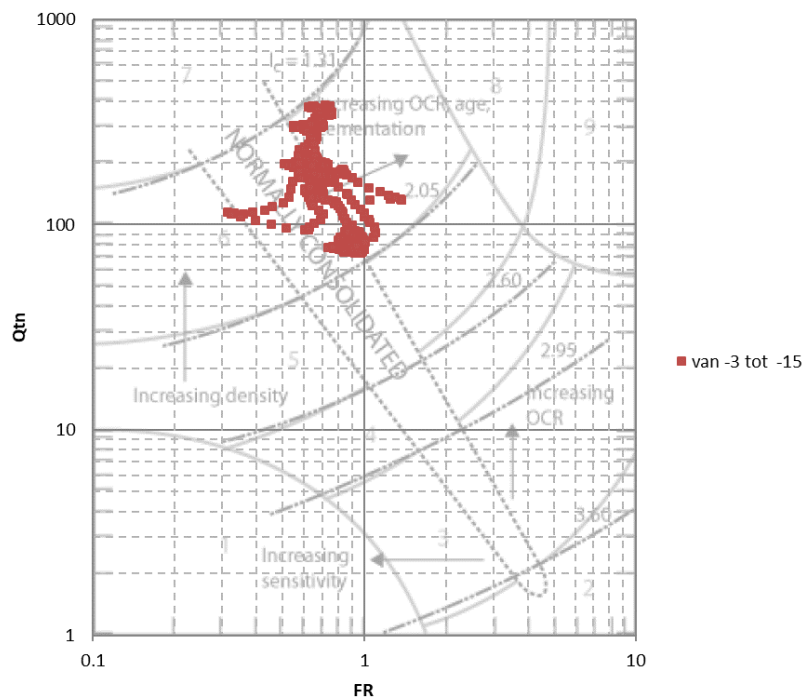 1000
7
I_c = 1.31
8
Increasing OCR, age,
cementation
9
NORMALLY CONSOLIDATED
2.05
100
6
2.60
Qtn
5
2.95
van -3 tot -15
Increasing density
Increasing
OCR
10
4
3.60
1
3
Increasing
sensitivity
2
1
0.1
1
10
FR